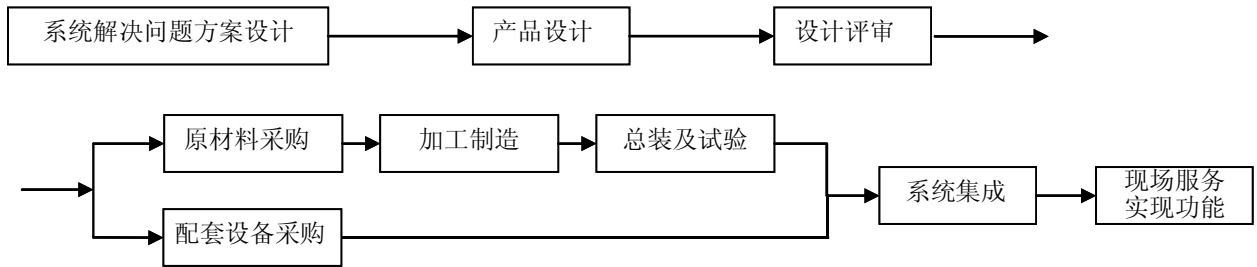 系统解决问题方案设计
产品设计
设计评审
原材料采购
加工制造
总装及试验
配套设备采购
系统集成
现场服务
实现功能